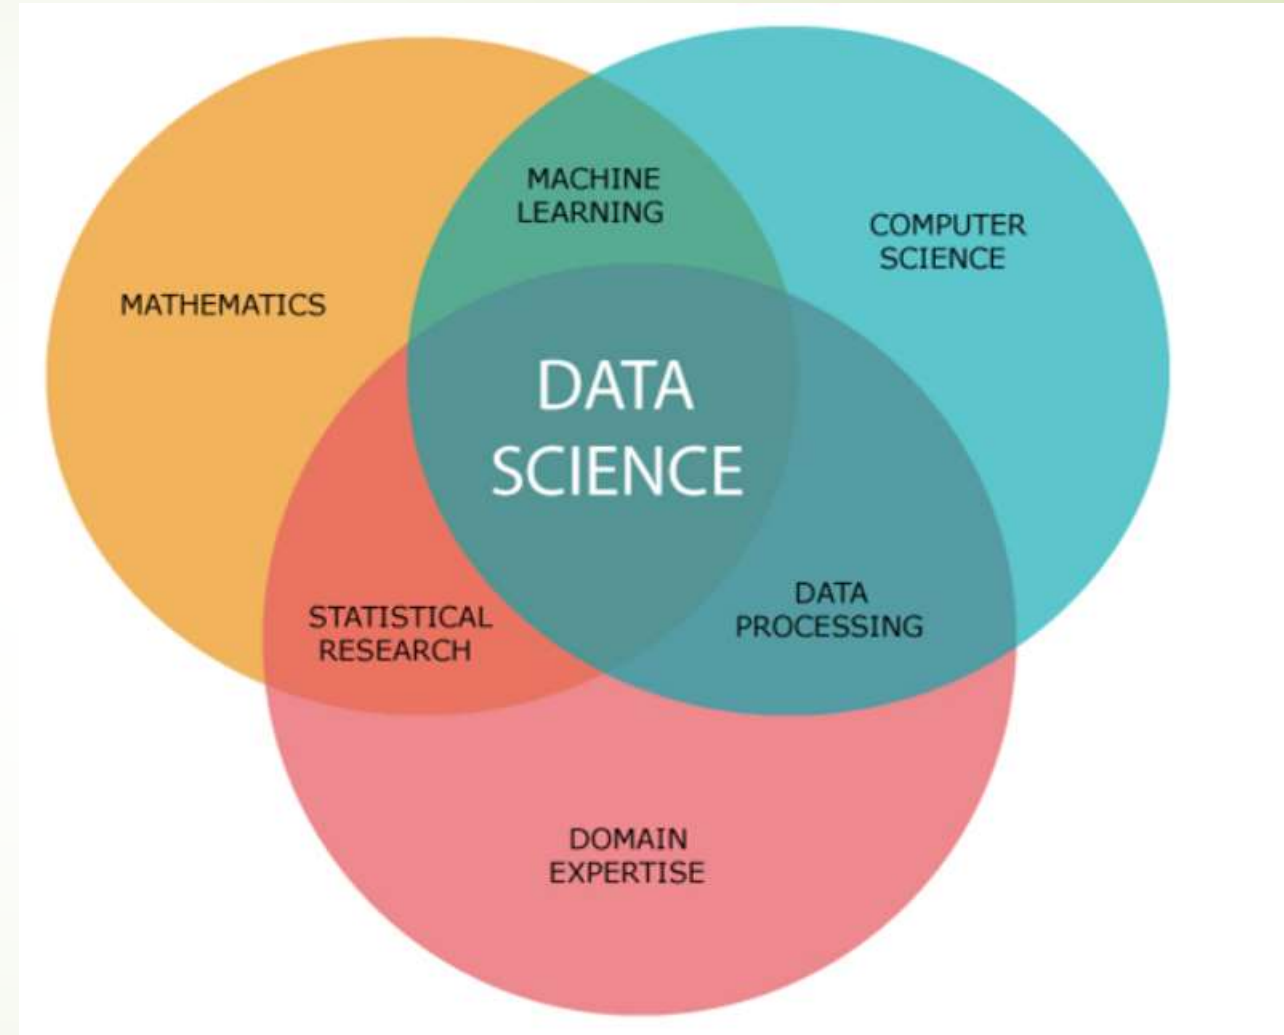 MACHINE
LEARNING
COMPUTER
SCIENCE
MATHEMATICS
DATA
SCIENCE
DATA
PROCESSING
STATISTICAL
RESEARCH
DOMAIN
EXPERTISE